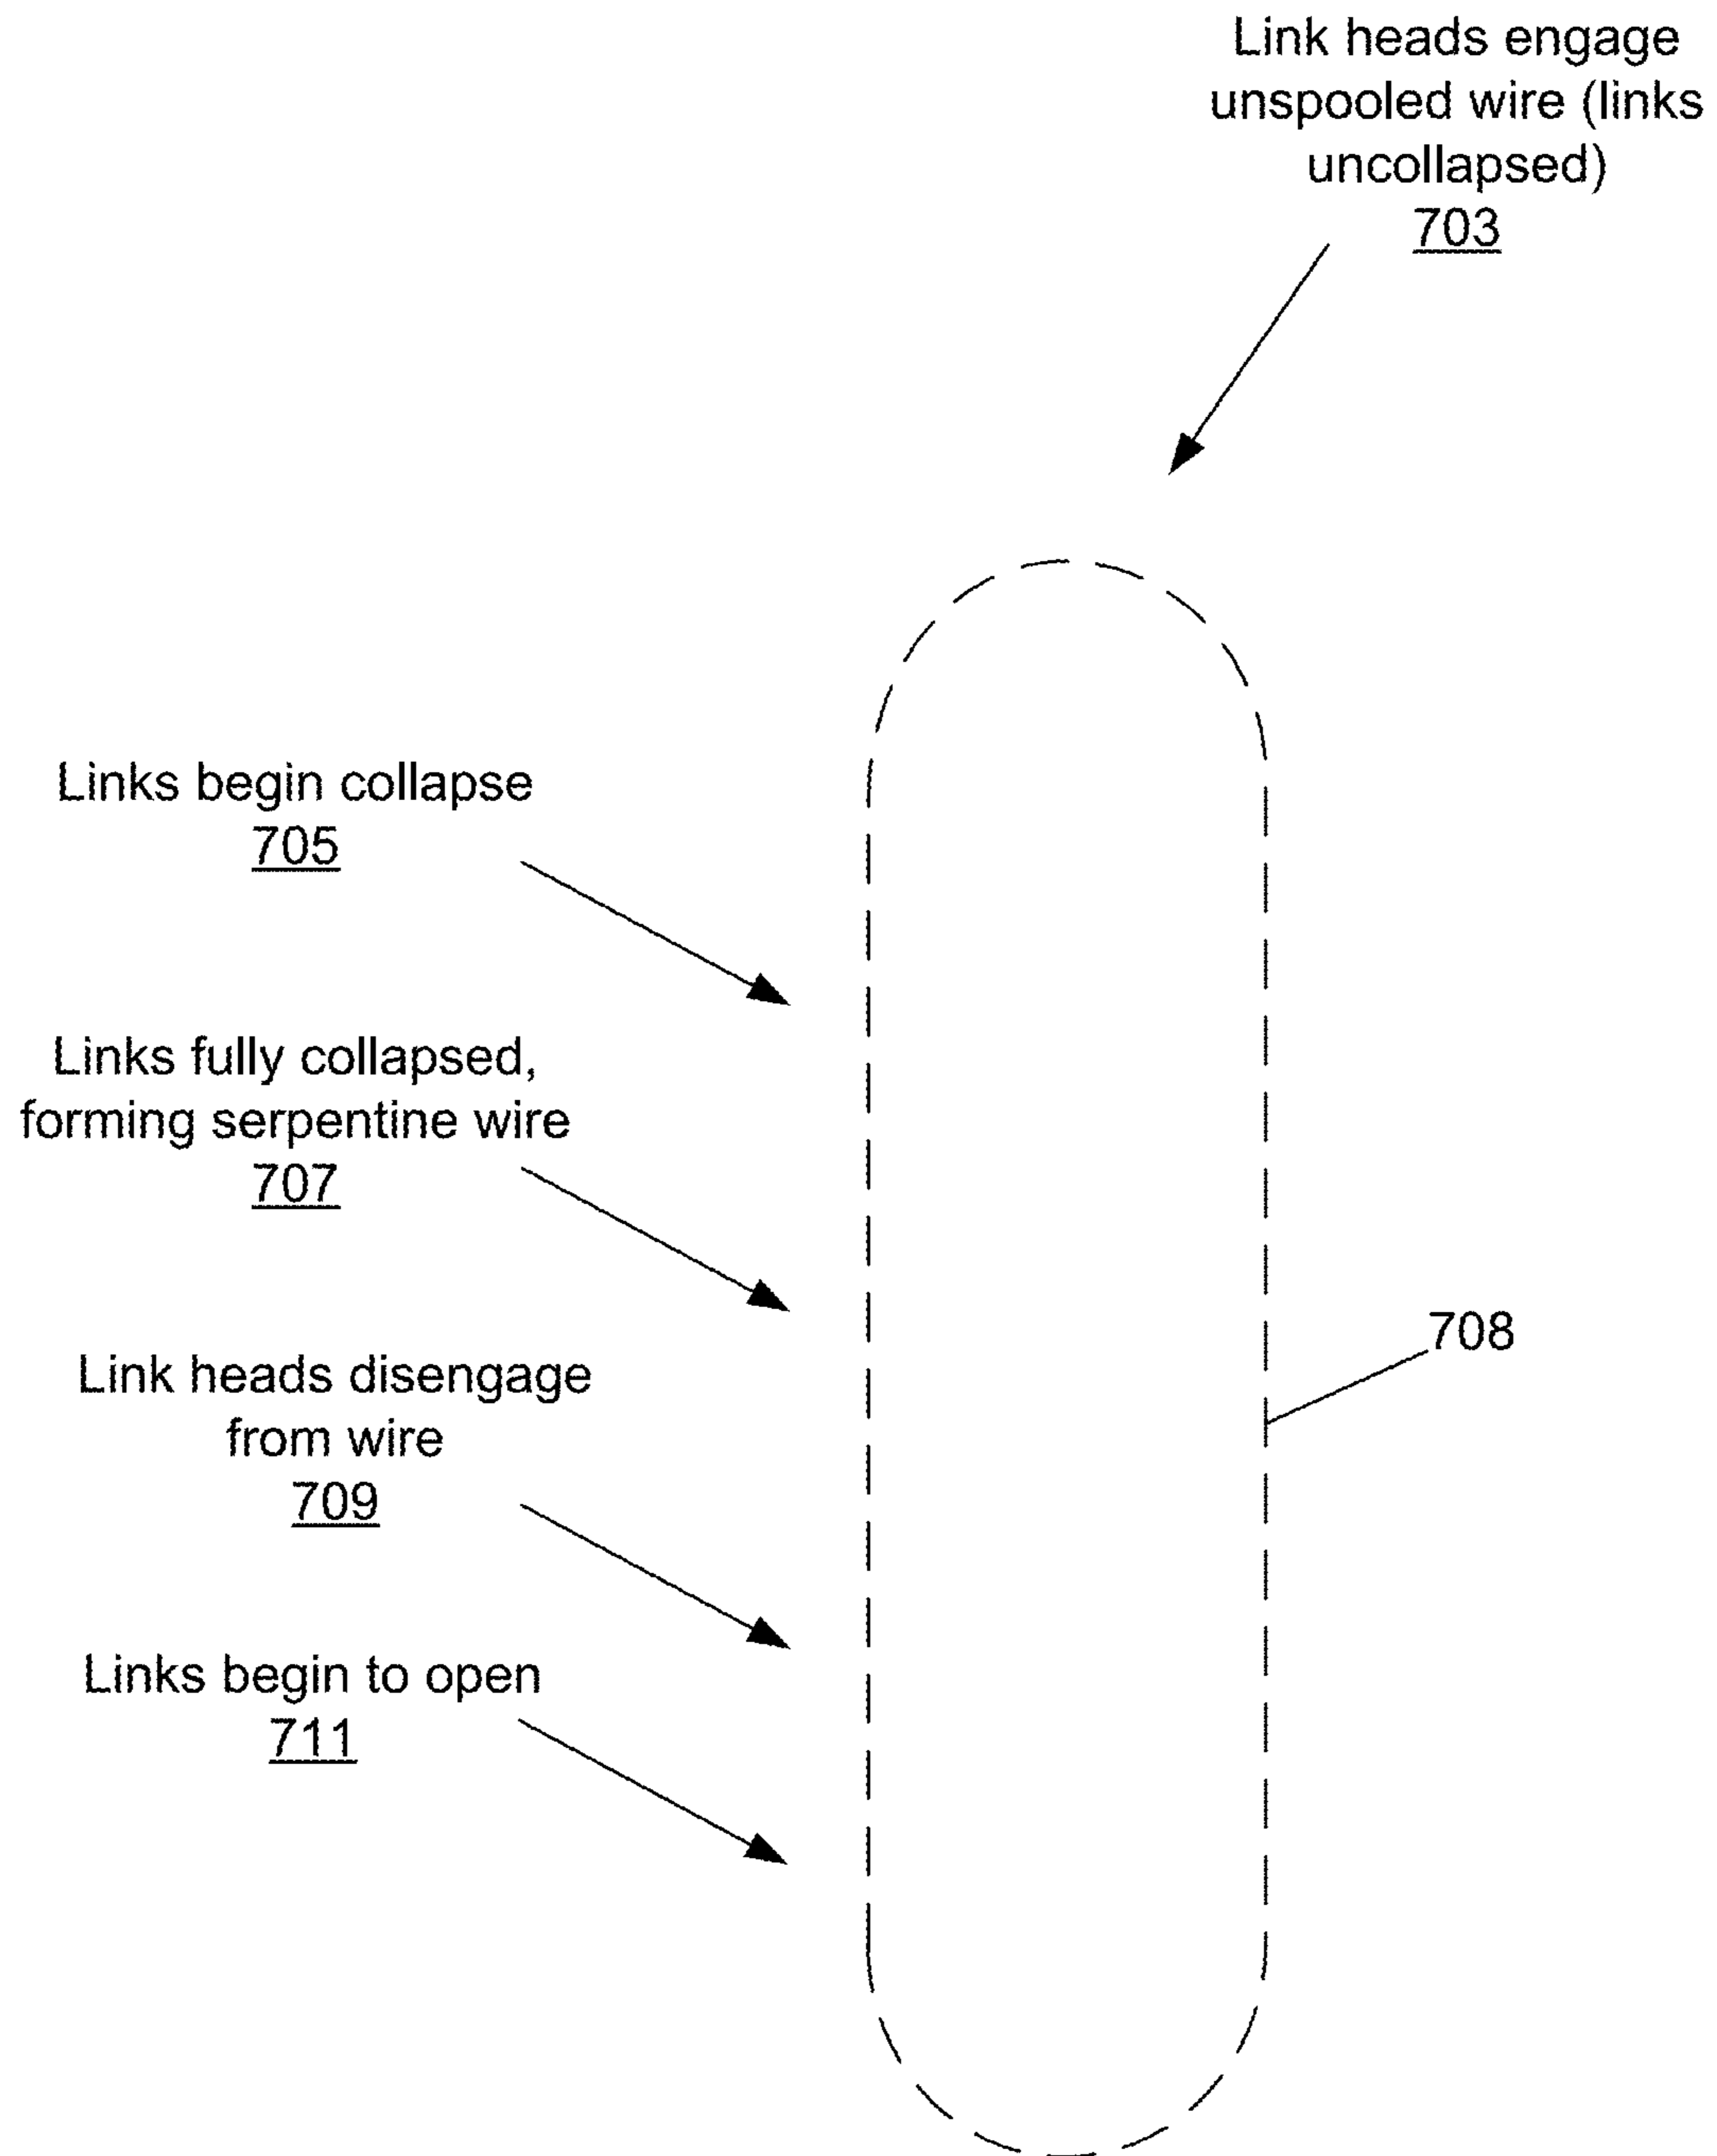 Link heads engage
unspooled wire (links
uncollapsed)
703
Links begin collapse
705
Links fully collapsed,
forming serpentine wire
707
708
Link heads disengage
from wire
709
Links begin to open
711